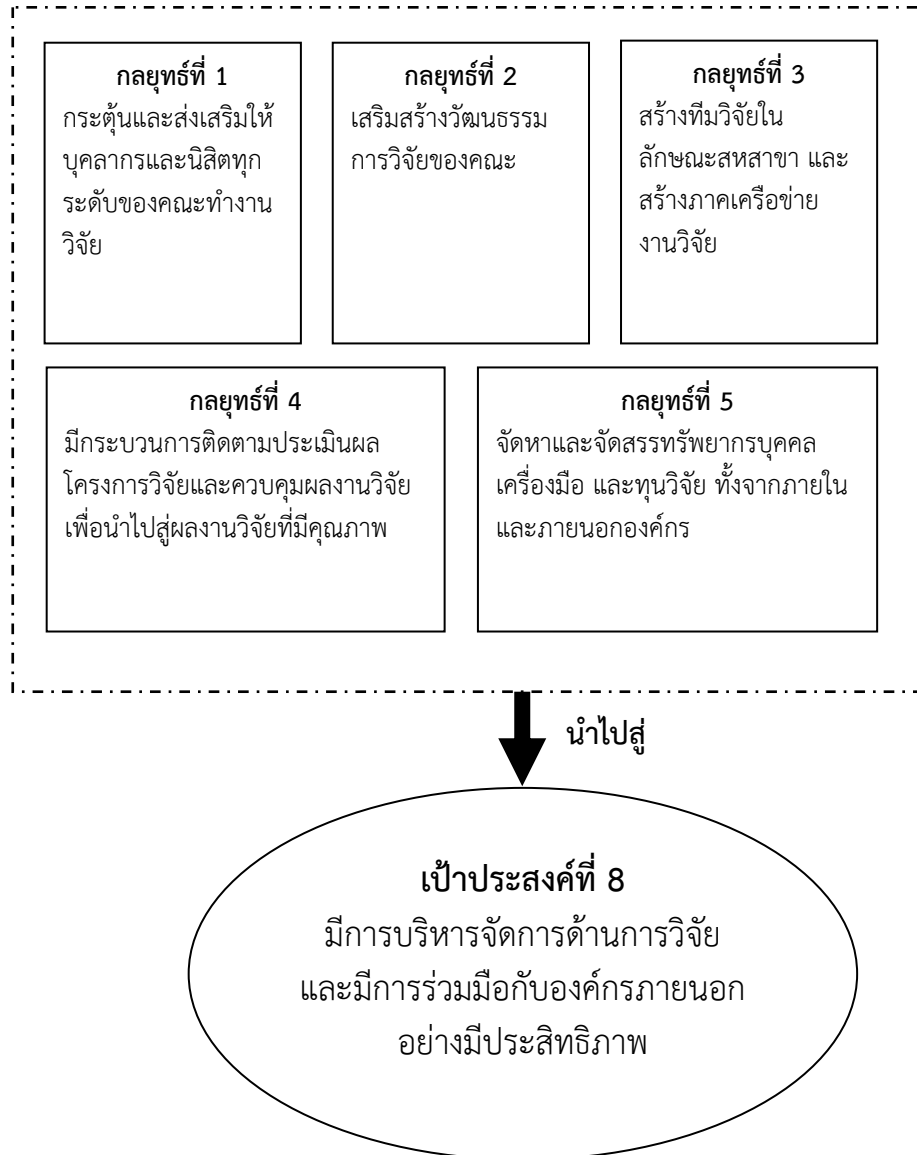 กลยุทธ์ที่ 1
กระตุ้นและส่งเสริมให้
บุคลากรและนิสิตทุก
ระดับของคณะทำงาน
วิจัย
กลยุทธ์ที่ 2
เสริมสร้างวัฒนธรรม
การวิจัยของคณะ
กลยุทธ์ที่ 3
สร้างทีมวิจัยใน
ลักษณะสหสาขา และ
สร้างภาคเครือข่าย
งานวิจัย
กลยุทธ์ที่ 4
มีกระบวนการติดตามประเมินผล
โครงการวิจัยและควบคุมผลงานวิจัย
เพื่อนำไปสู่ผลงานวิจัยที่มีคุณภาพ
กลยุทธ์ที่ 5
จัดหาและจัดสรรทรัพยากรบุคคล
เครื่องมือ และทุนวิจัย ทั้งจากภายใน
และภายนอกองค์กร
นำไปสู่
เป้าประสงค์ที่ 8
มีการบริหารจัดการด้านการวิจัย
และมีการร่วมมือกับองค์กรภายนอก
อย่างมีประสิทธิภาพ